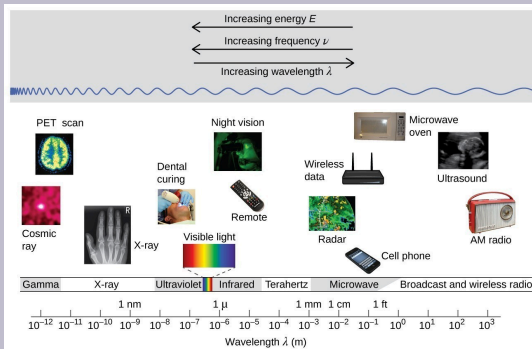 Increasing energy E
Increasing frequency ν
Increasing wavelength λ
PET scan
Night vision
Microwave
oven
Dental
curing
Wireless
data
Ultrasound
Cosmic
ray
R
X-ray
Remote
Visible light
Radar
Cell phone
AM radio
Gamma X-ray Ultraviolet Infrared Terahertz Microwave Broadcast and wireless radio
1 nm 1 μ 1 mm 1 cm 1 ft
10⁻¹² 10⁻¹¹ 10⁻¹⁰ 10⁻⁹ 10⁻⁸ 10⁻⁷ 10⁻⁶ 10⁻⁵ 10⁻⁴ 10⁻³ 10⁻² 10⁻¹ 10⁰ 10¹ 10² 10³
Wavelength λ (m)